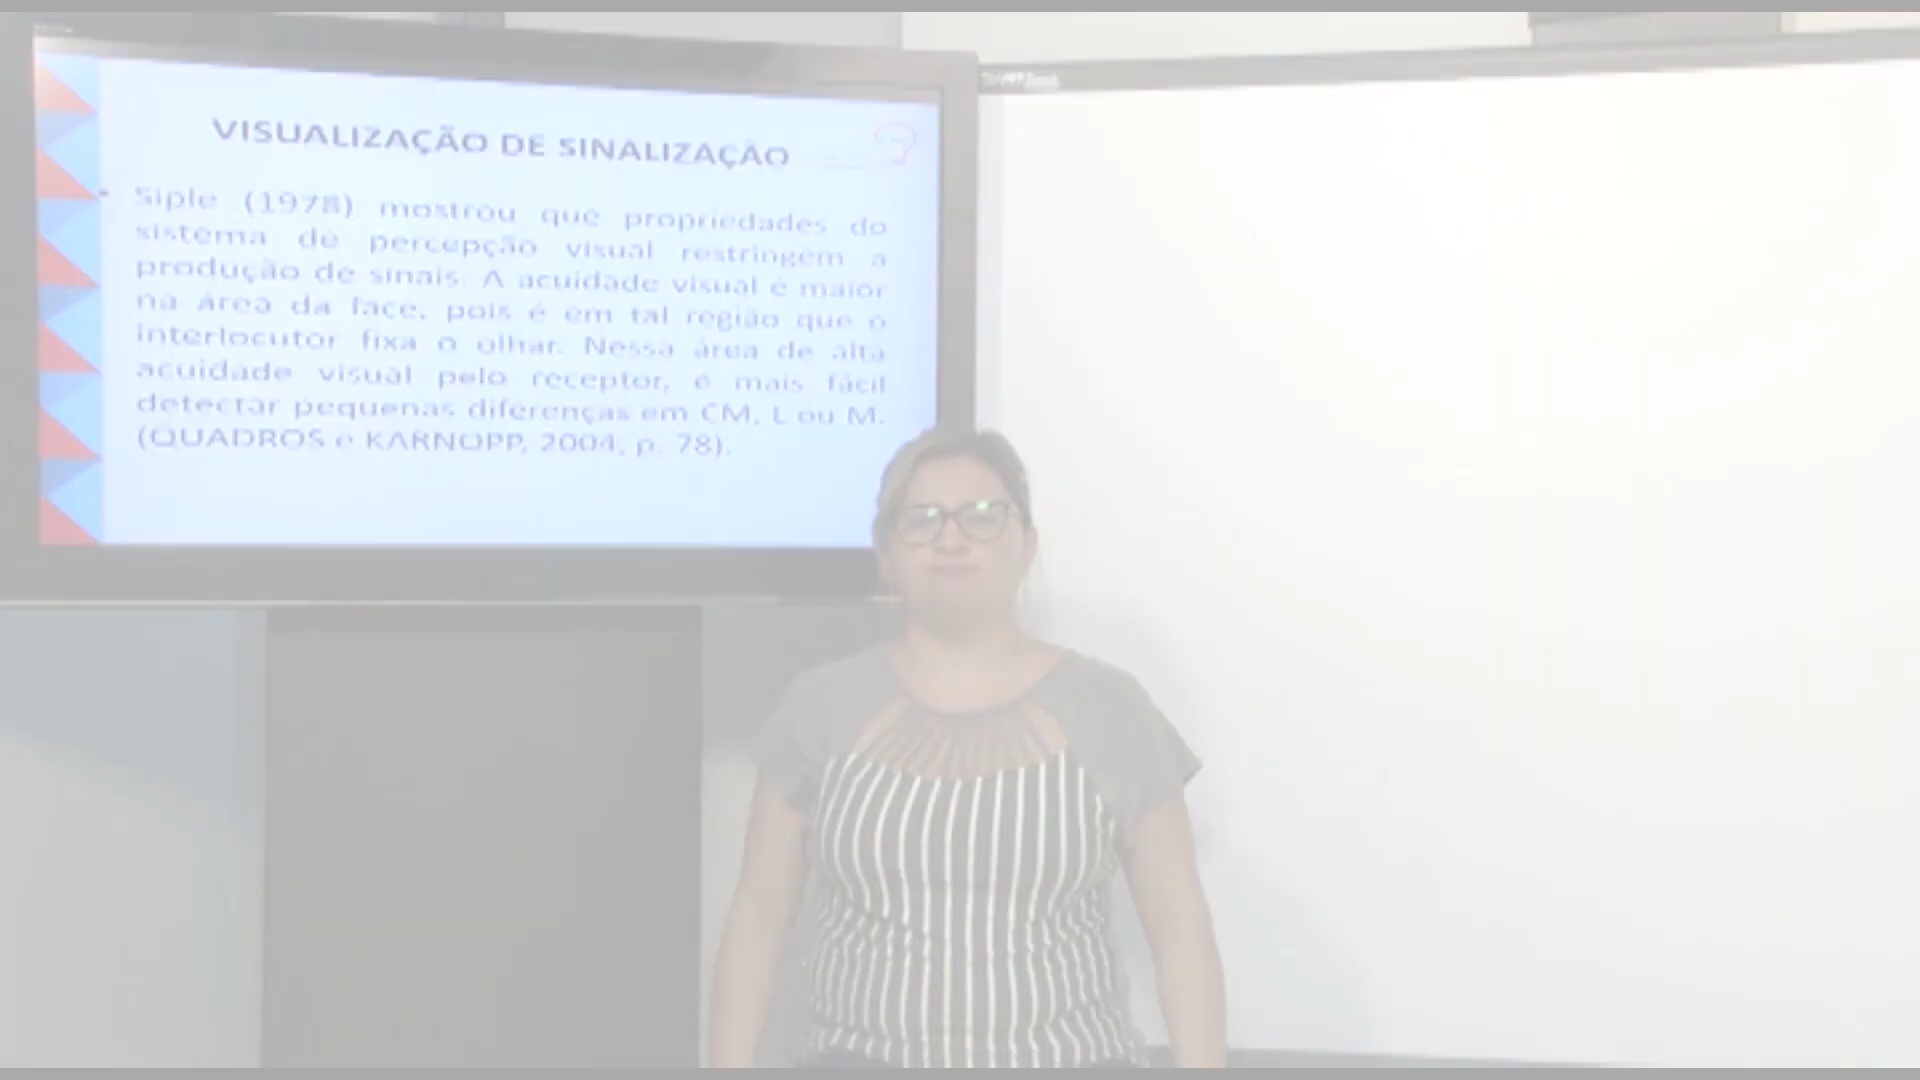 VISUALIZAÇÃO DE SINALIZAÇÃO
• Siple (1978) mostrou que propriedades do
sistema de percepção visual restringem a
produção de sinais. A acuidade visual é maior
na área da face, pois é em tal região que o
interlocutor fixa o olhar. Nessa área de alta
acuidade visual pelo receptor, é mais fácil
detectar pequenas diferenças em CM, L ou M.
(QUADROS e KARNOPP, 2004, p. 78).